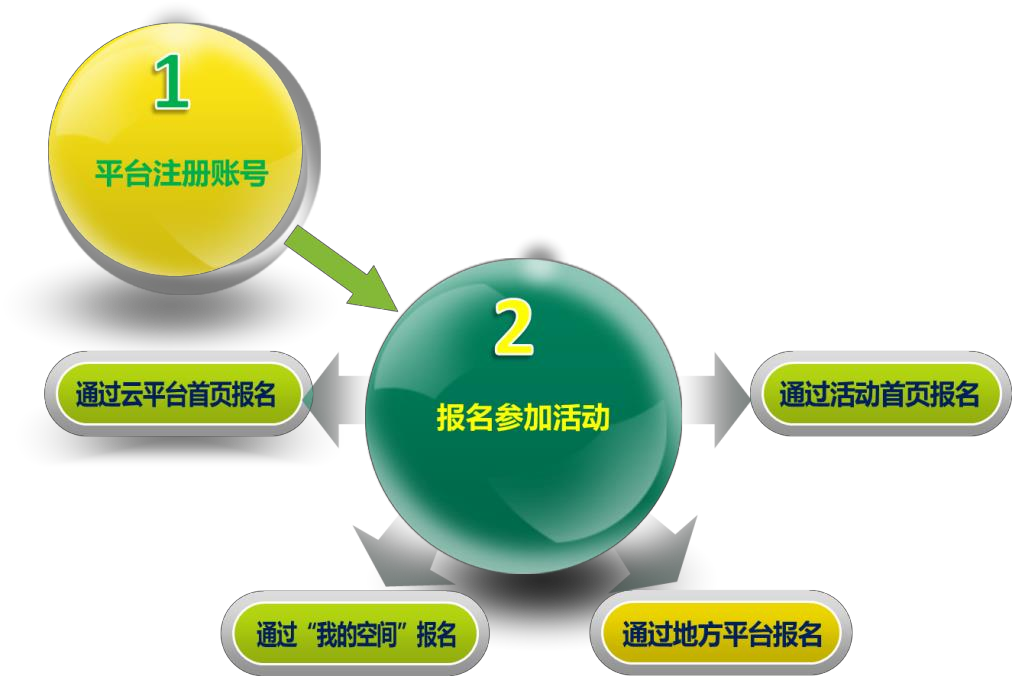 1
平台注册账号
2
报名参加活动
通过云平台首页报名
通过活动首页报名
通过“我的空间”报名
通过地方平台报名